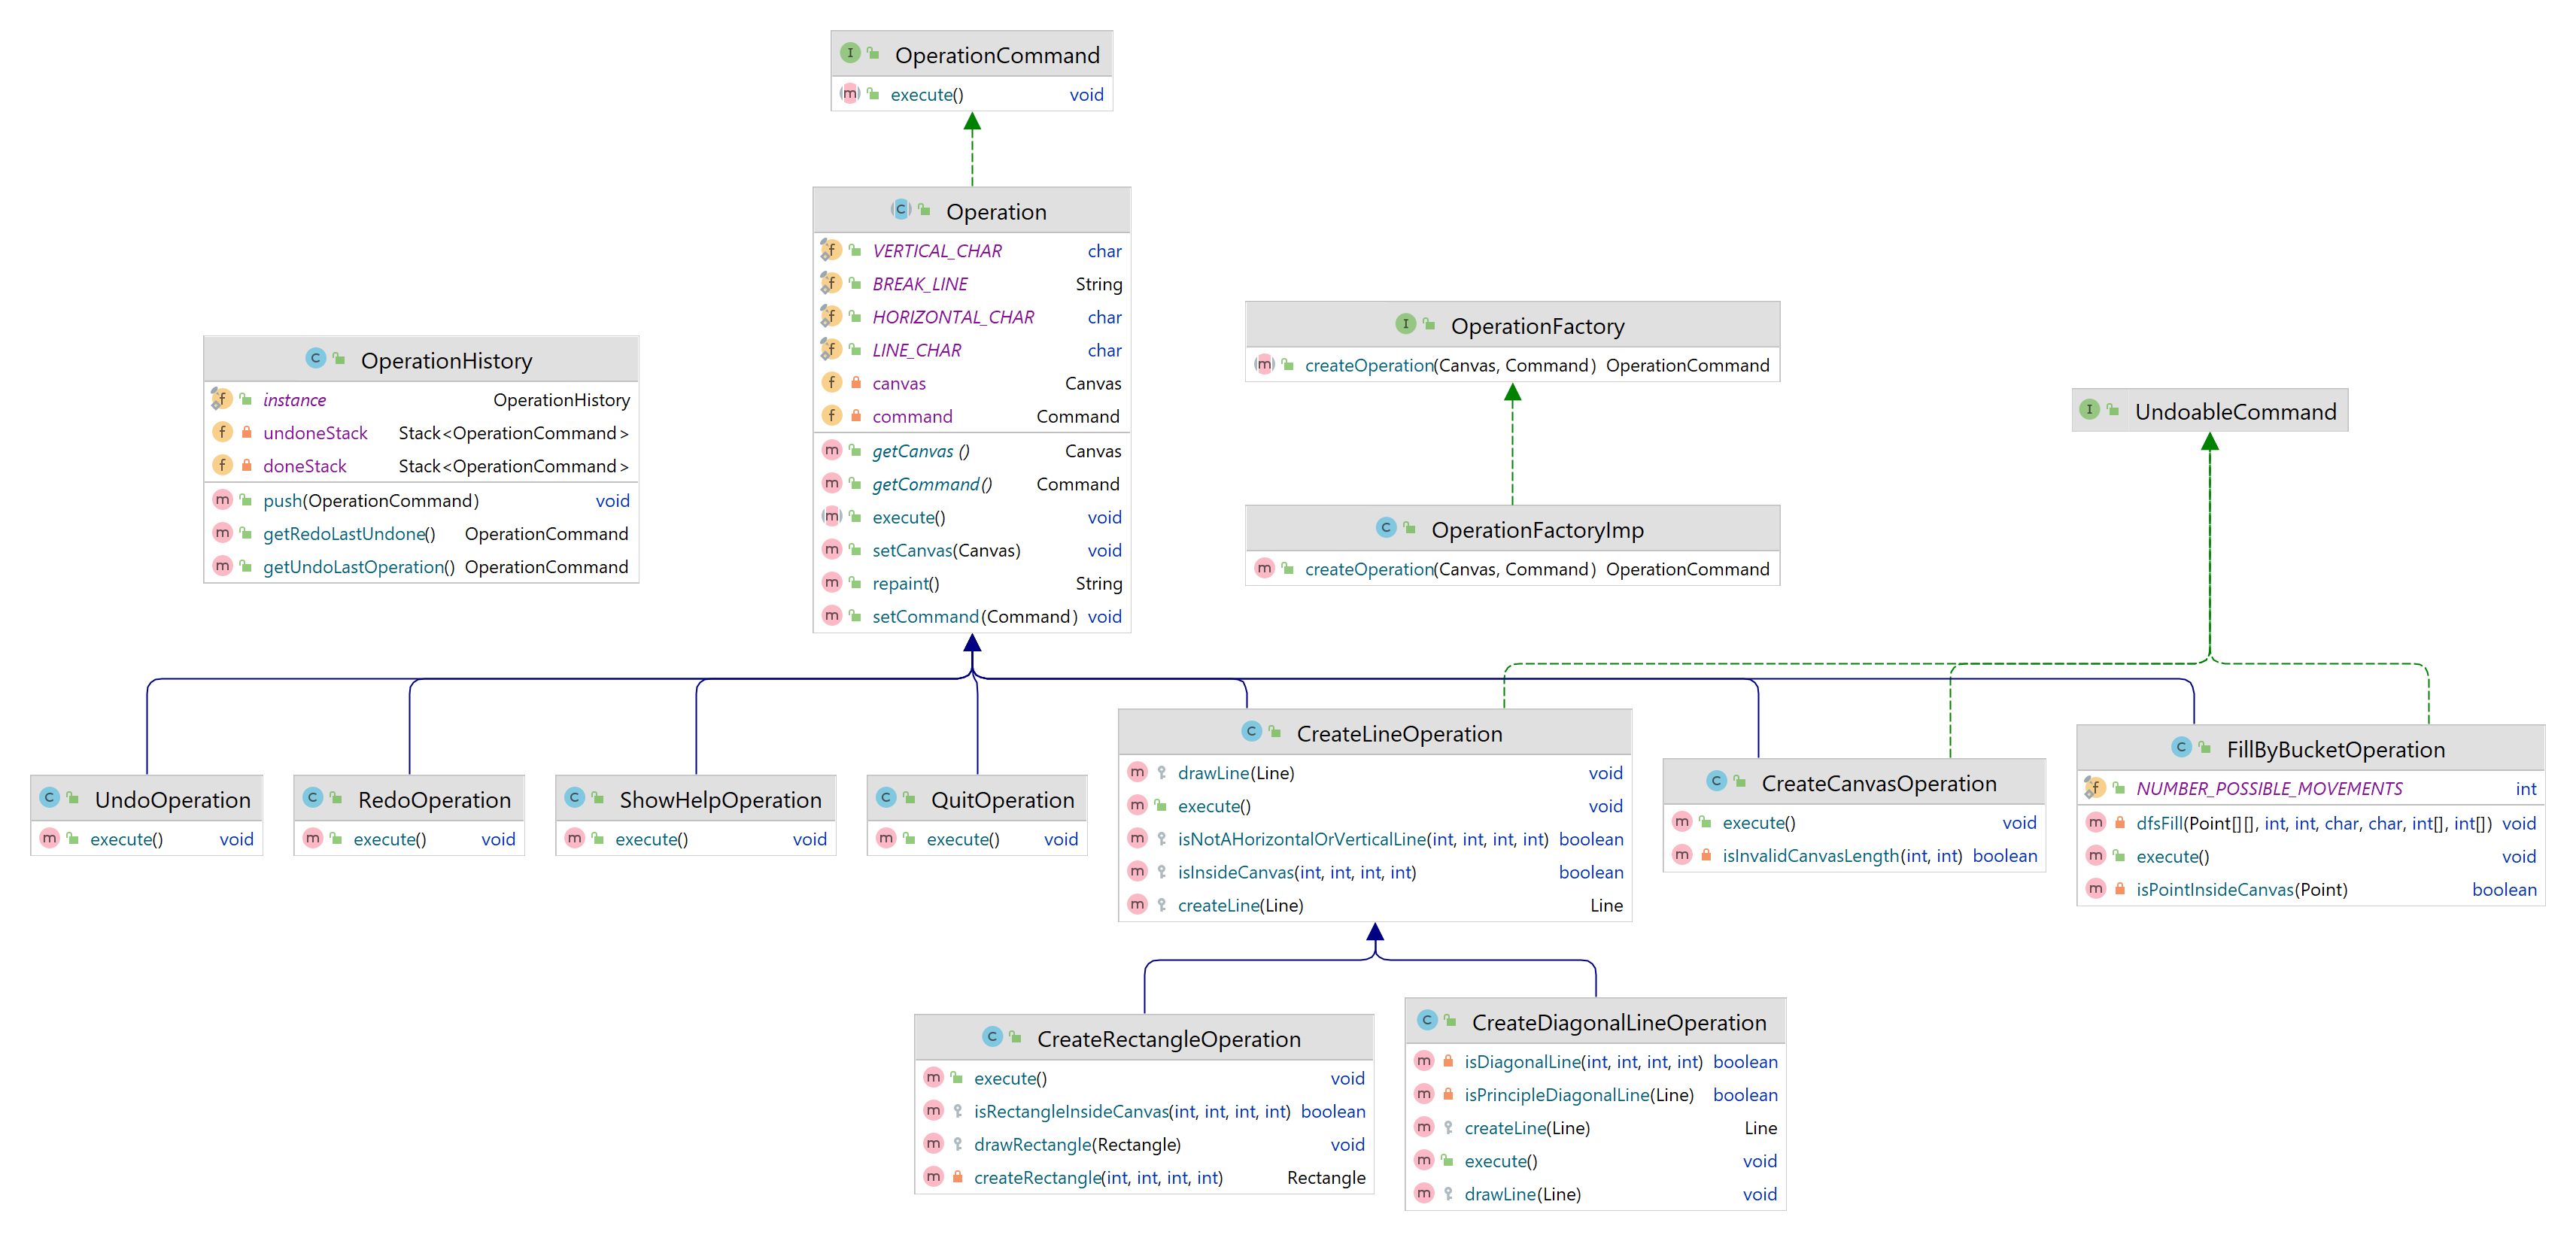 OperationCommand
execute() void
Operation
VERTICAL_CHAR char
BREAK_LINE String
HORIZONTAL_CHAR char
LINE_CHAR char
canvas Canvas
command Command
getCanvas () Canvas
getCommand() Command
execute() void
setCanvas(Canvas) void
repaint() String
setCommand(Command) void
OperationHistory
instance OperationHistory
undoneStack Stack<OperationCommand>
doneStack Stack<OperationCommand>
push(OperationCommand) void
getRedoLastUndone() OperationCommand
getUndoLastOperation() OperationCommand
OperationFactory
createOperation(Canvas, Command) OperationCommand
OperationFactoryImp
createOperation(Canvas, Command) OperationCommand
UndoableCommand
UndoOperation
execute() void
RedoOperation
execute() void
ShowHelpOperation
execute() void
QuitOperation
execute() void
CreateLineOperation
drawLine(Line) void
execute() void
isNotAHorizontalOrVerticalLine(int, int, int, int) boolean
isInsideCanvas(int, int, int, int) boolean
createLine(Line) Line
CreateCanvasOperation
execute() void
isInvalidCanvasLength(int, int) boolean
FillByBucketOperation
NUMBER_POSSIBLE_MOVEMENTS int
dfsFill(Point[][], int, int, char, char, int[], int[]) void
execute() void
isPointInsideCanvas(Point) boolean
CreateRectangleOperation
execute() void
isRectangleInsideCanvas(int, int, int, int) boolean
drawRectangle(Rectangle) void
createRectangle(int, int, int, int) Rectangle
CreateDiagonalLineOperation
isDiagonalLine(int, int, int, int) boolean
isPrincipleDiagonalLine(Line) boolean
createLine(Line) Line
execute() void
drawLine(Line) void